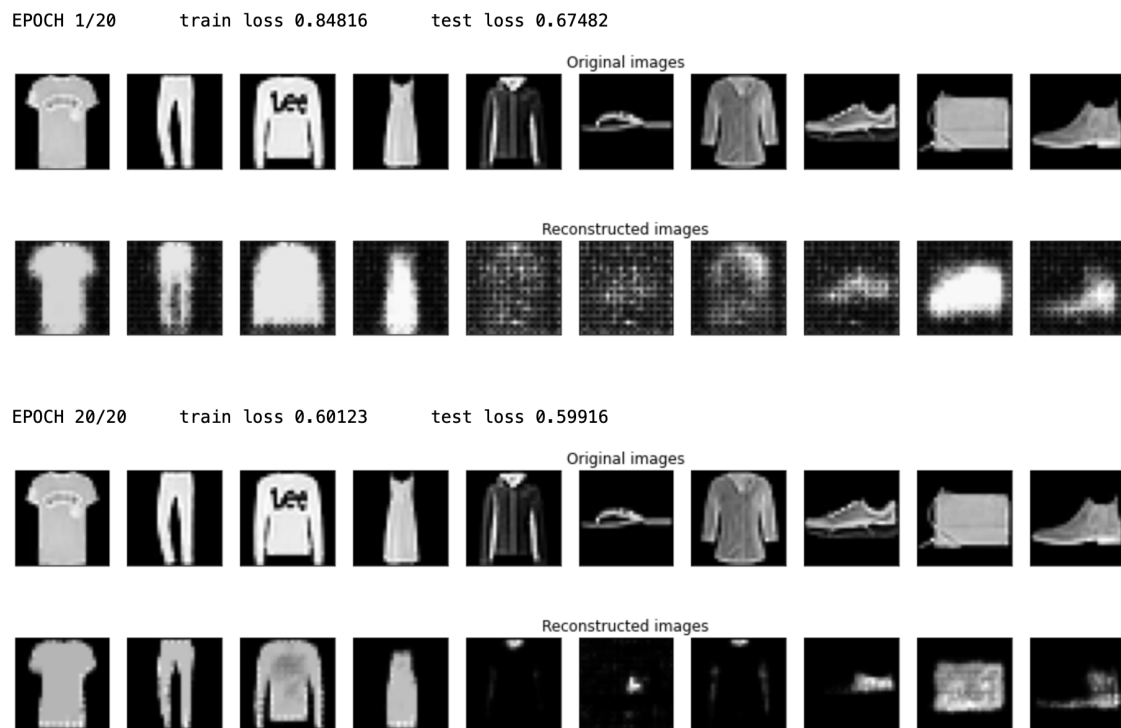 EPOCH 1/20 train loss 0.84816 test loss 0.67482
Original images
Lee
Reconstructed images
EPOCH 20/20 train loss 0.60123 test loss 0.59916
Original images
Lee
Reconstructed images